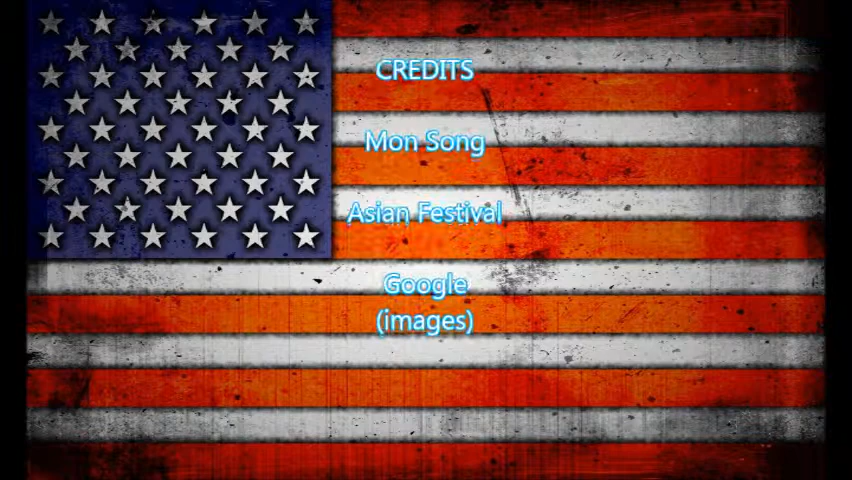 CREDITS
Mon Song
Asian Festival
Google
(images)